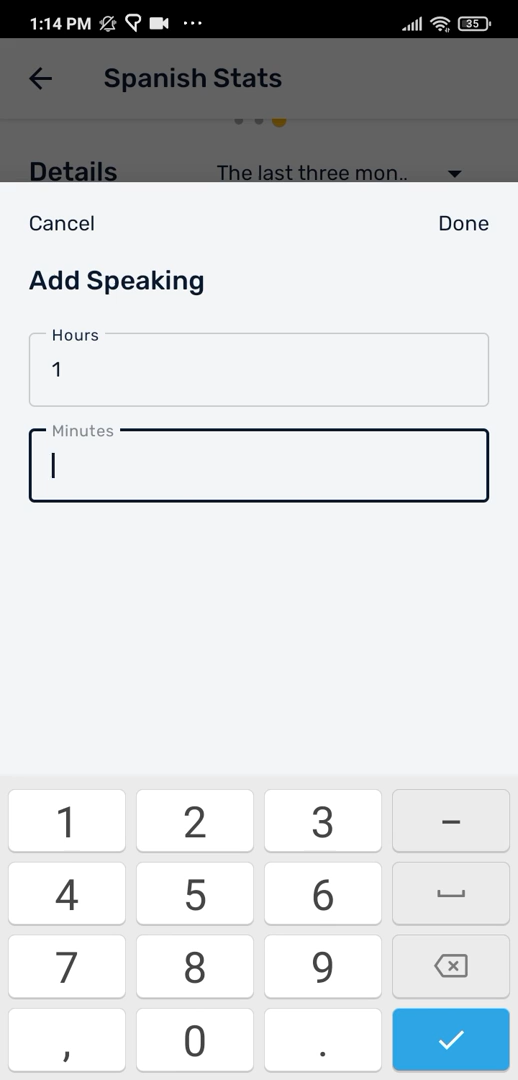 1:14 PM ... 35
Spanish Stats
Details The last three mon..
Cancel Done
Add Speaking
Hours
1
Minutes
1 2 3 –
4 5 6
7 8 9
, 0 .